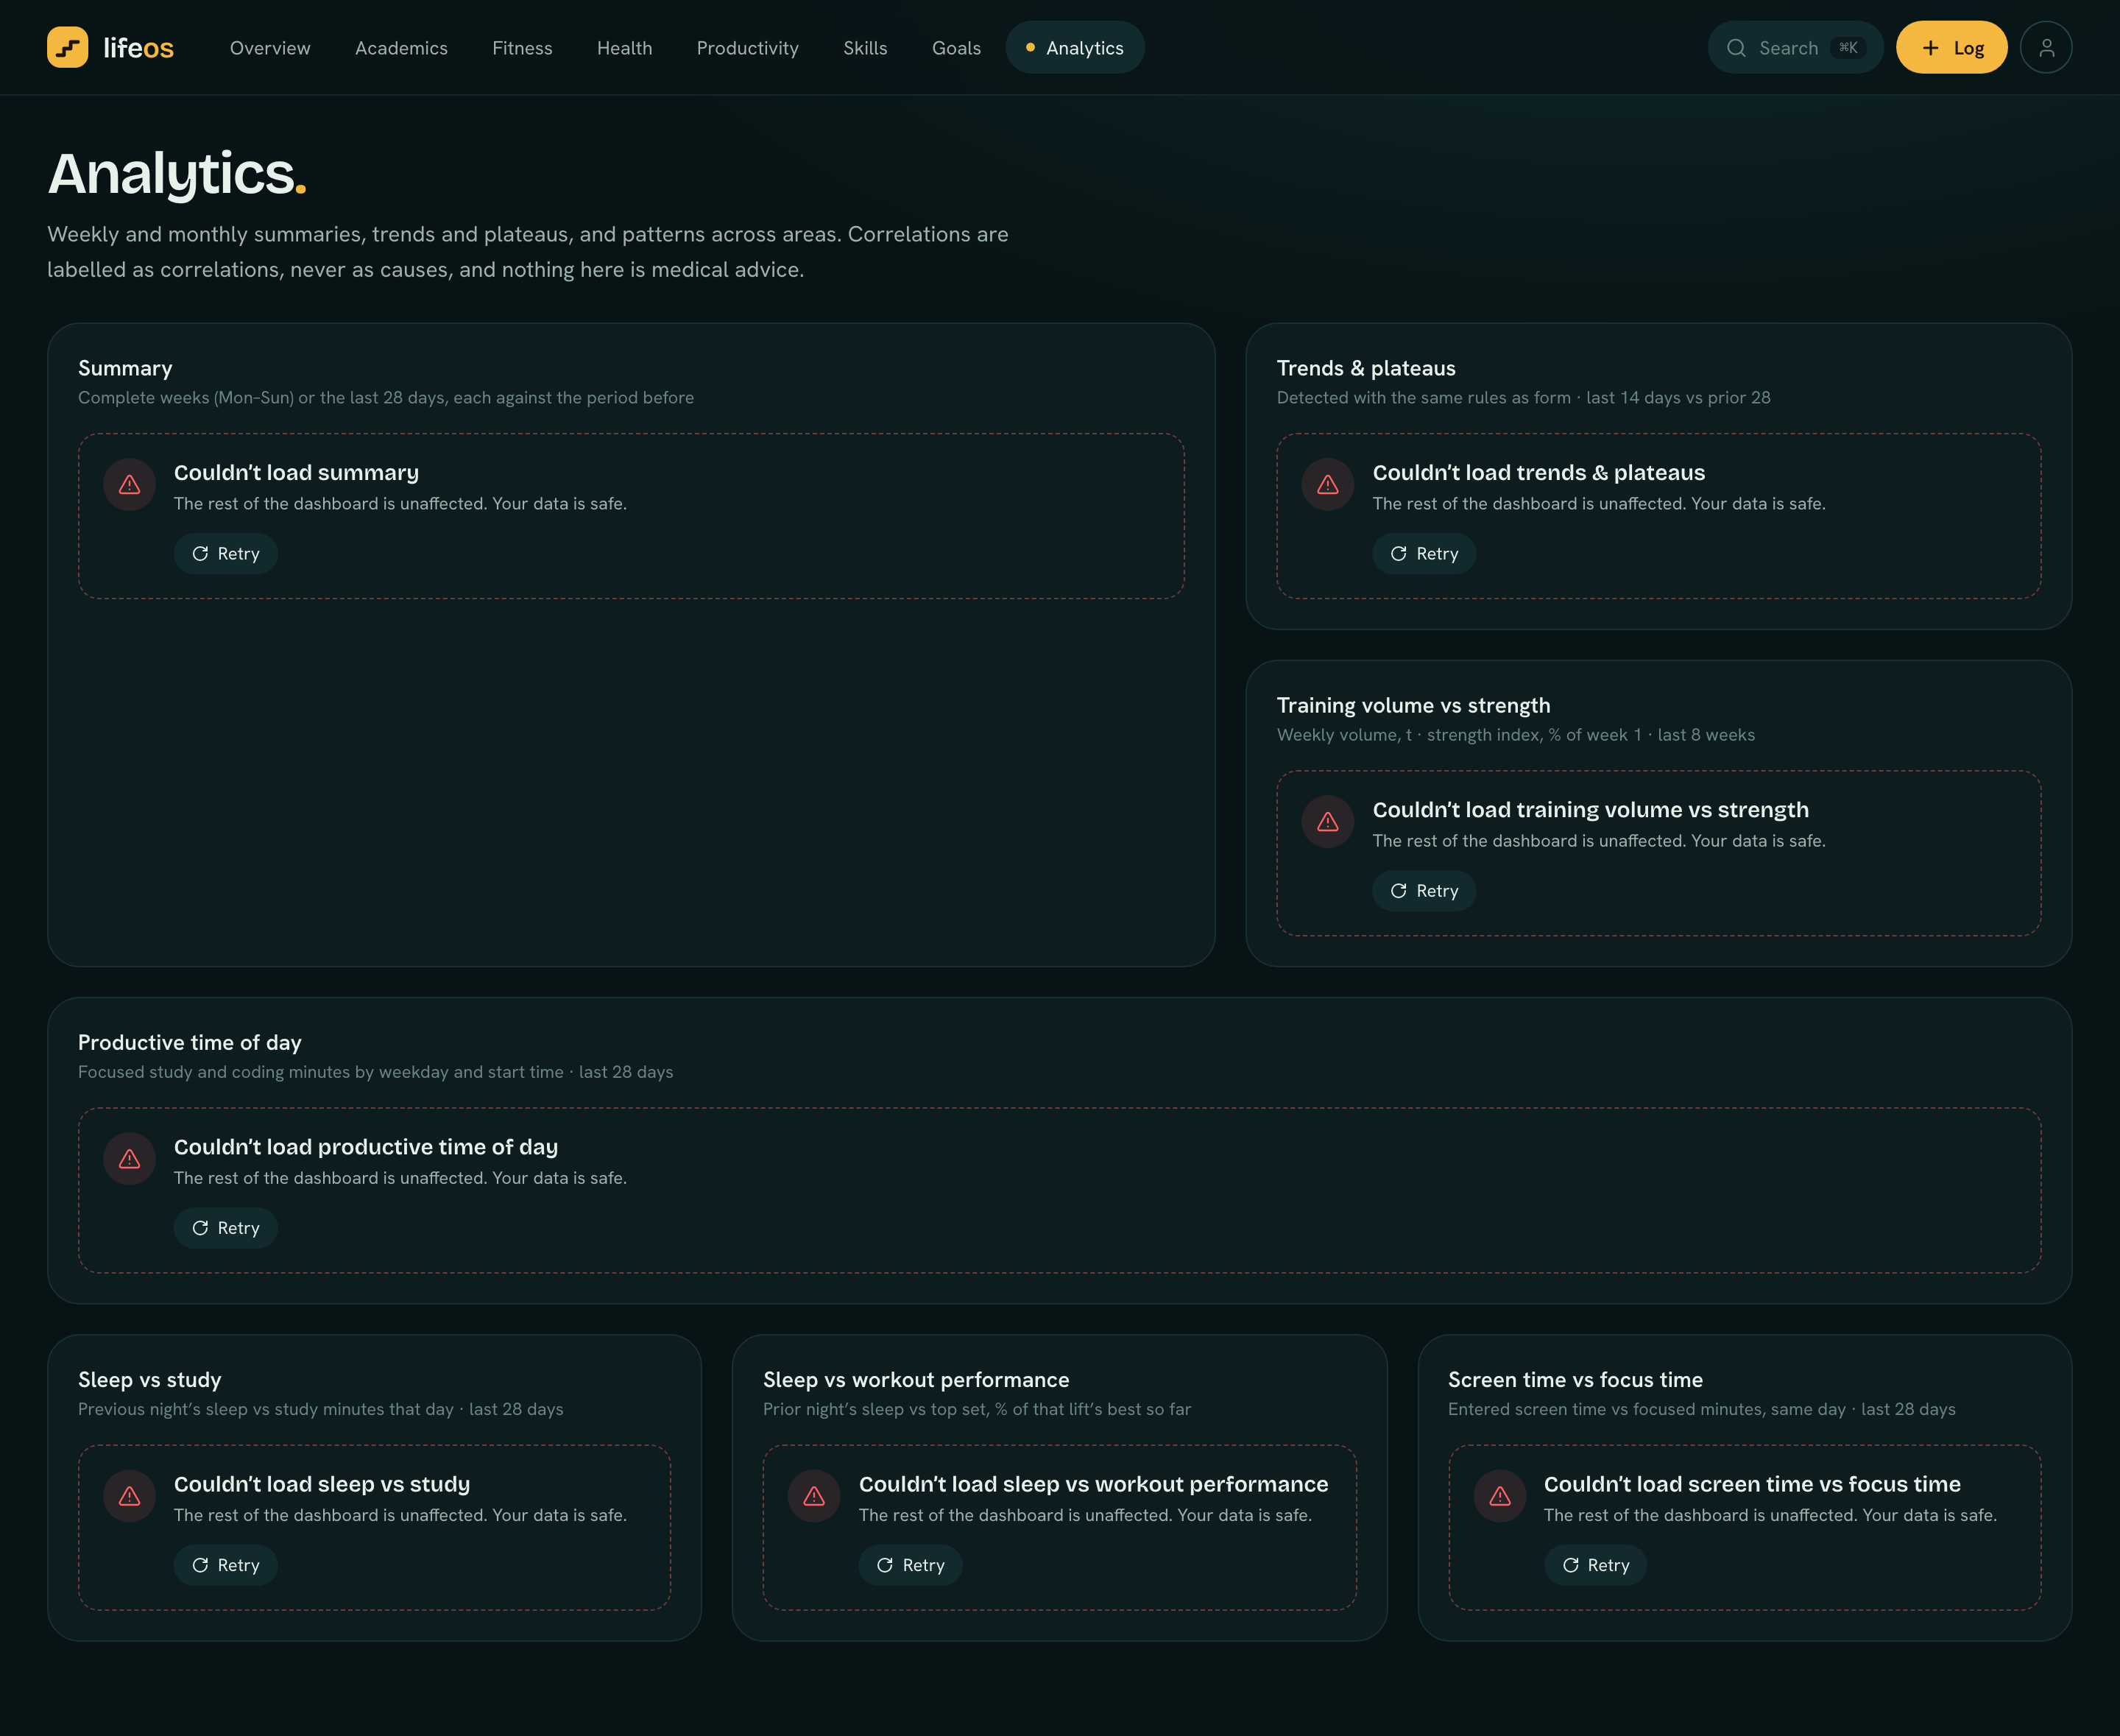 lifeos
Overview
Academics
Fitness
Health
Productivity
Skills
Goals
Analytics
Search ⌘K
Log
Analytics.
Weekly and monthly summaries, trends and plateaus, and patterns across areas. Correlations are
labelled as correlations, never as causes, and nothing here is medical advice.
Summary
Complete weeks (Mon–Sun) or the last 28 days, each against the period before
Couldn’t load summary
The rest of the dashboard is unaffected. Your data is safe.
Retry
Trends & plateaus
Detected with the same rules as form · last 14 days vs prior 28
Couldn’t load trends & plateaus
The rest of the dashboard is unaffected. Your data is safe.
Retry
Training volume vs strength
Weekly volume, t · strength index, % of week 1 · last 8 weeks
Couldn’t load training volume vs strength
The rest of the dashboard is unaffected. Your data is safe.
Retry
Productive time of day
Focused study and coding minutes by weekday and start time · last 28 days
Couldn’t load productive time of day
The rest of the dashboard is unaffected. Your data is safe.
Retry
Sleep vs study
Previous night’s sleep vs study minutes that day · last 28 days
Couldn’t load sleep vs study
The rest of the dashboard is unaffected. Your data is safe.
Retry
Sleep vs workout performance
Prior night’s sleep vs top set, % of that lift’s best so far
Couldn’t load sleep vs workout performance
The rest of the dashboard is unaffected. Your data is safe.
Retry
Screen time vs focus time
Entered screen time vs focused minutes, same day · last 28 days
Couldn’t load screen time vs focus time
The rest of the dashboard is unaffected. Your data is safe.
Retry